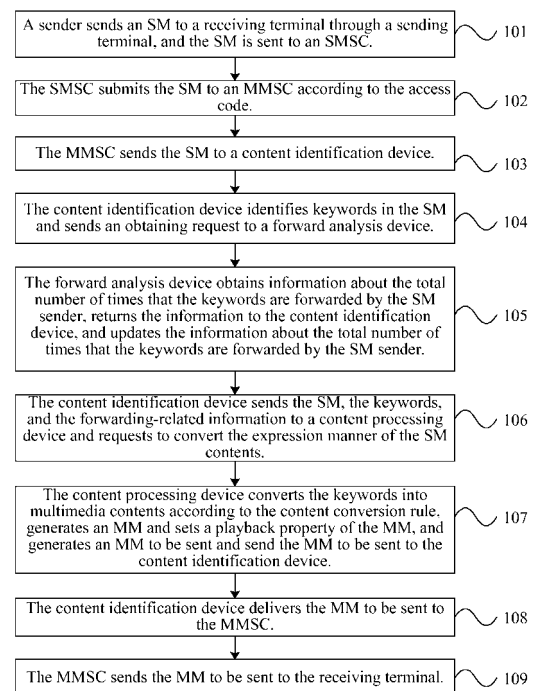 A sender sends an SM to a receiving terminal through a sending
terminal, and the SM is sent to an SMSC.
101
The SMSC submits the SM to an MMSC according to the access
code.
102
The MMSC sends the SM to a content identification device.
103
The content identification device identifies keywords in the SM
and sends an obtaining request to a forward analysis device.
104
The forward analysis device obtains information about the total
number of times that the keywords are forwarded by the SM
sender, returns the information to the content identification
device, and updates the information about the total number of
times that the keywords are forwarded by the SM sender.
105
The content identification device sends the SM, the keywords,
and the forwarding-related information to a content processing
device and requests to convert the expression manner of the SM
contents.
106
The content processing device converts the keywords into
multimedia contents according to the content conversion rule,
generates an MM and sets a playback property of the MM, and
generates an MM to be sent and send the MM to be sent to the
content identification device.
107
The content identification device delivers the MM to be sent to
the MMSC.
108
The MMSC sends the MM to be sent to the receiving terminal.
109